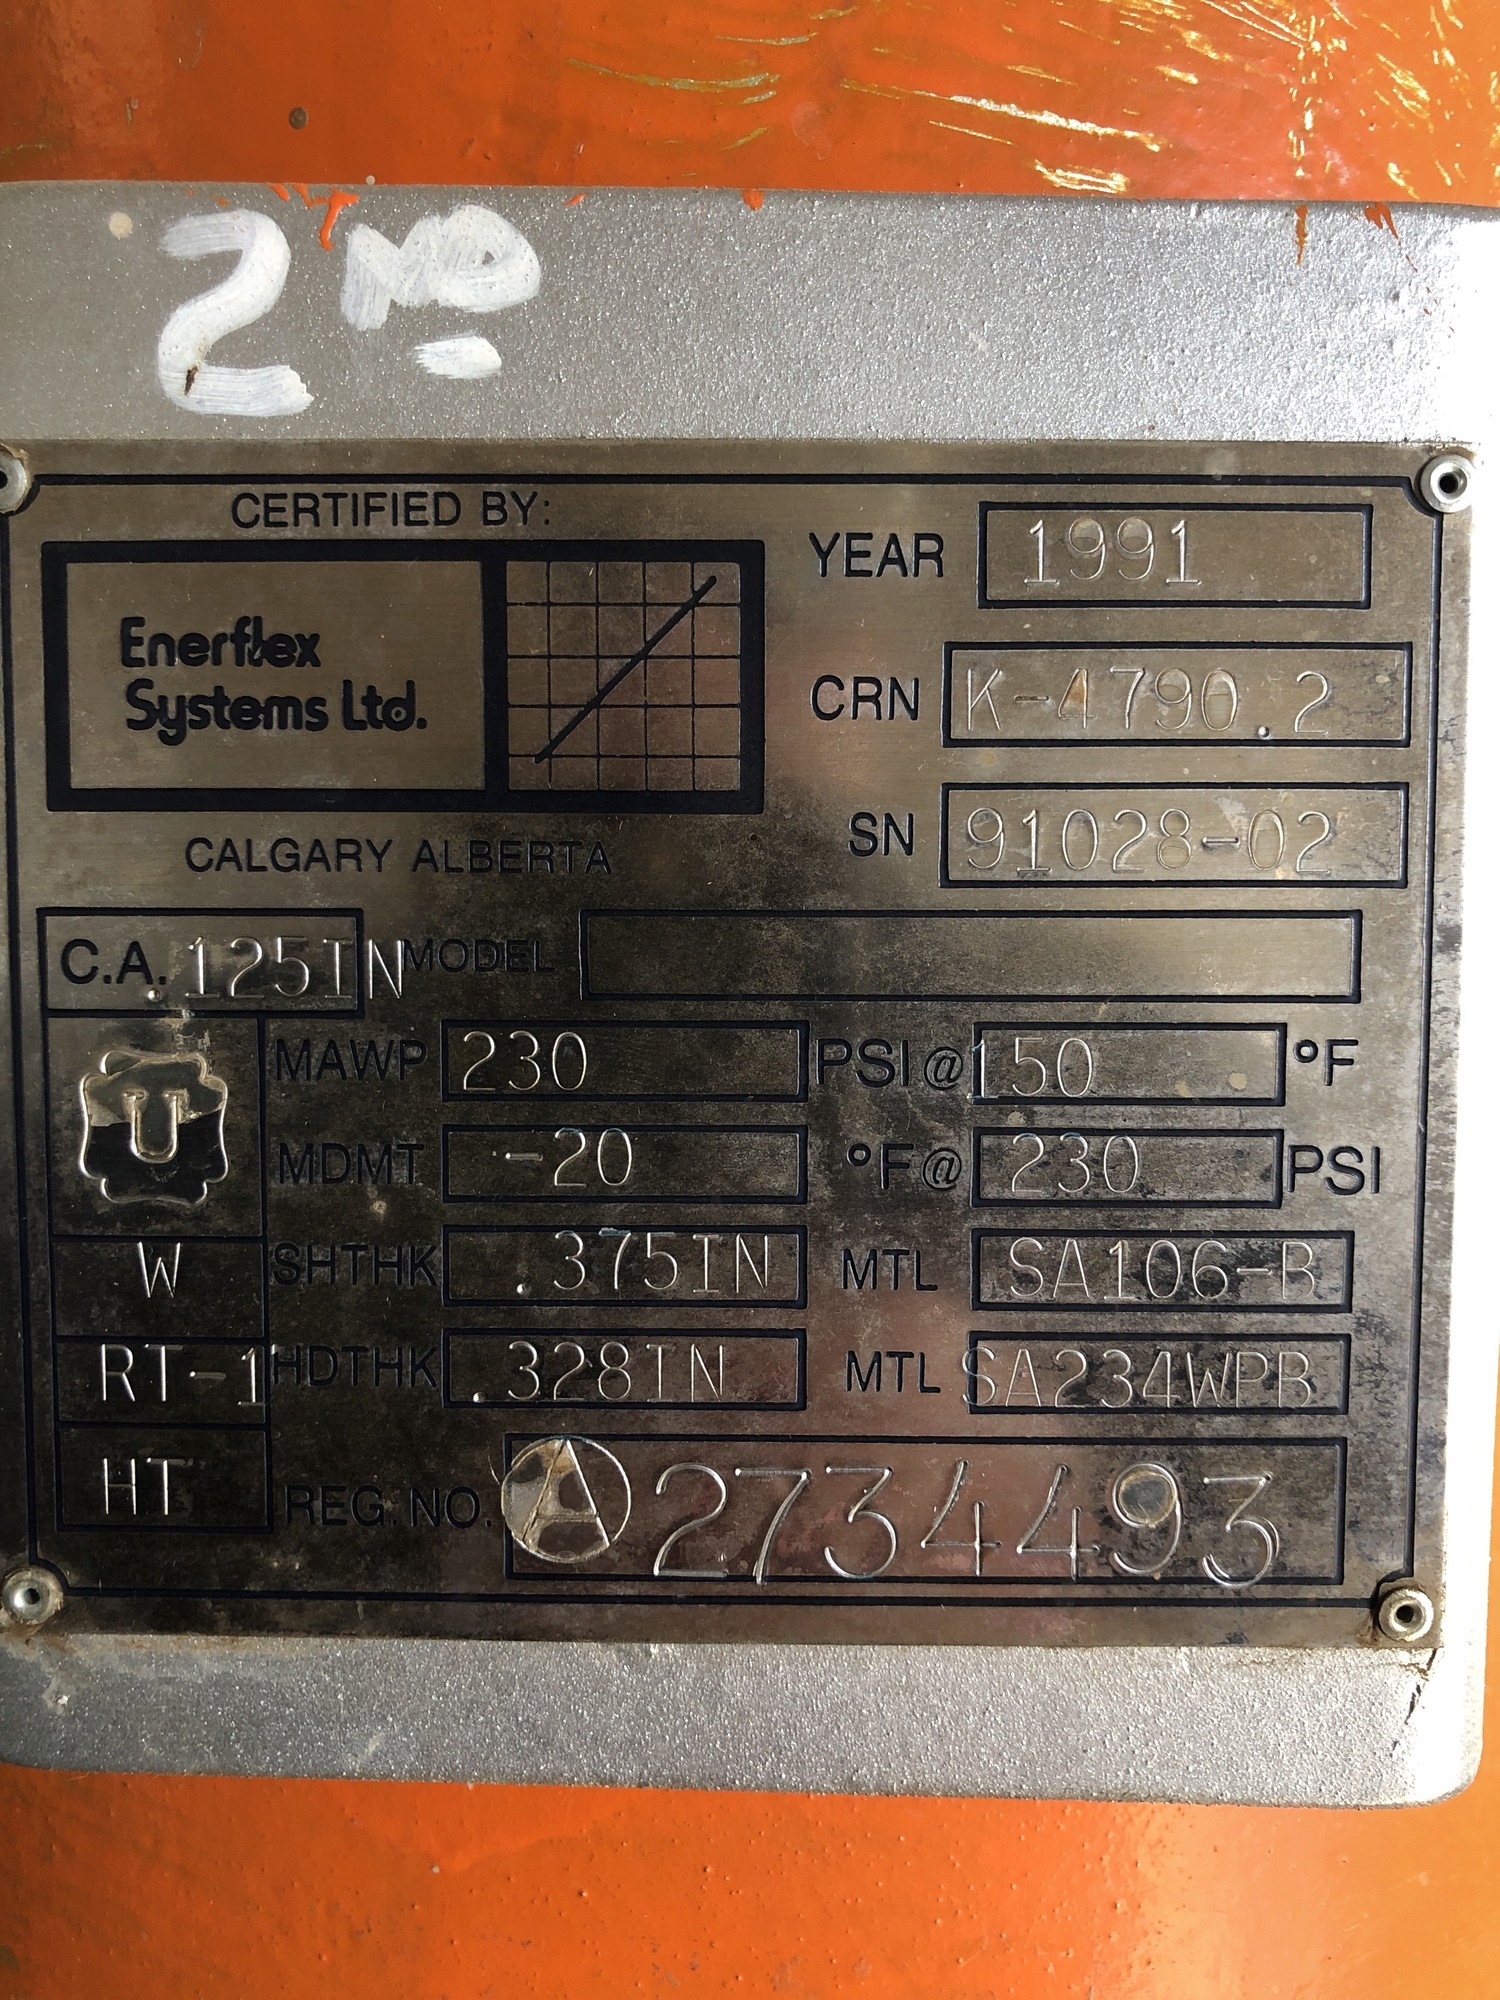 2ND
CERTIFIED BY:
Enerflex
Systems Ltd.
CALGARY ALBERTA
YEAR 1991
CRN K-4790.2
SN 91028-02
C.A. .125IN MODEL
U
MAWP 230 PSI @ 150 °F
MDMT -20 °F @ 230 PSI
W SHTHK .375IN MTL SA106-B
RT-1 HDTHK .328IN MTL SA234WPB
HT REG. NO. A 2734493